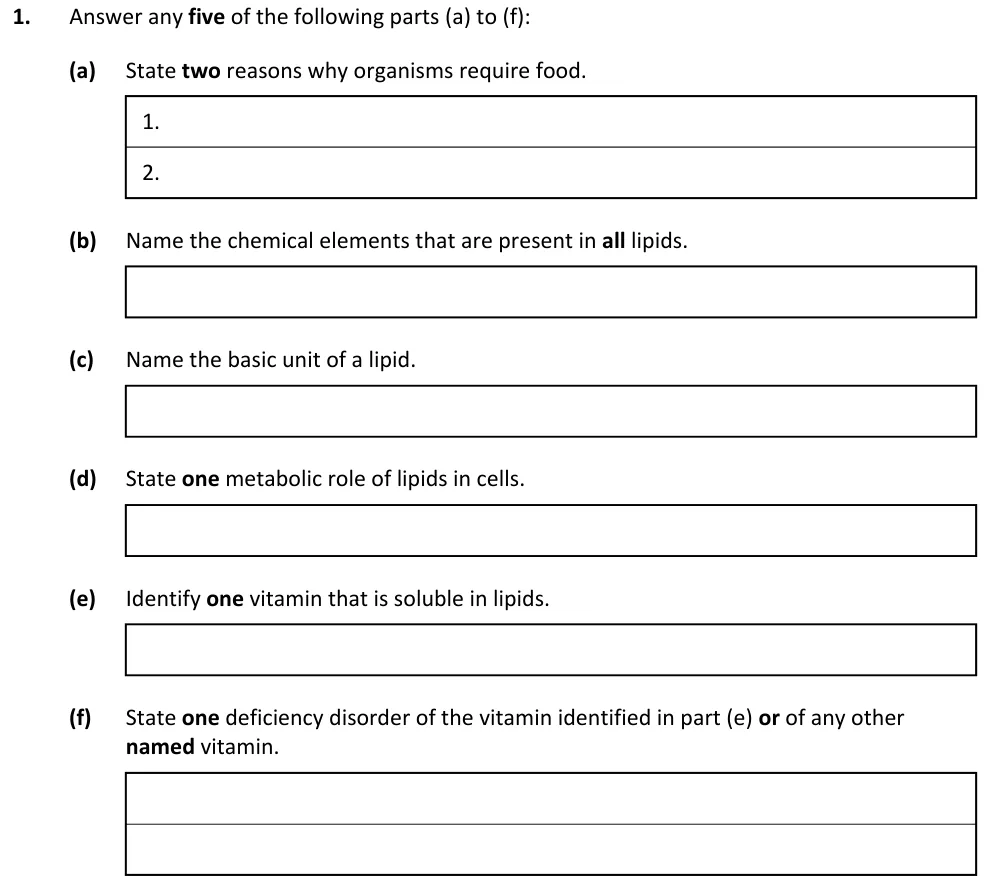 1. Answer any five of the following parts (a) to (f):
(a) State two reasons why organisms require food.
1.
2.
(b) Name the chemical elements that are present in all lipids.
(c) Name the basic unit of a lipid.
(d) State one metabolic role of lipids in cells.
(e) Identify one vitamin that is soluble in lipids.
(f) State one deficiency disorder of the vitamin identified in part (e) or of any other
named vitamin.